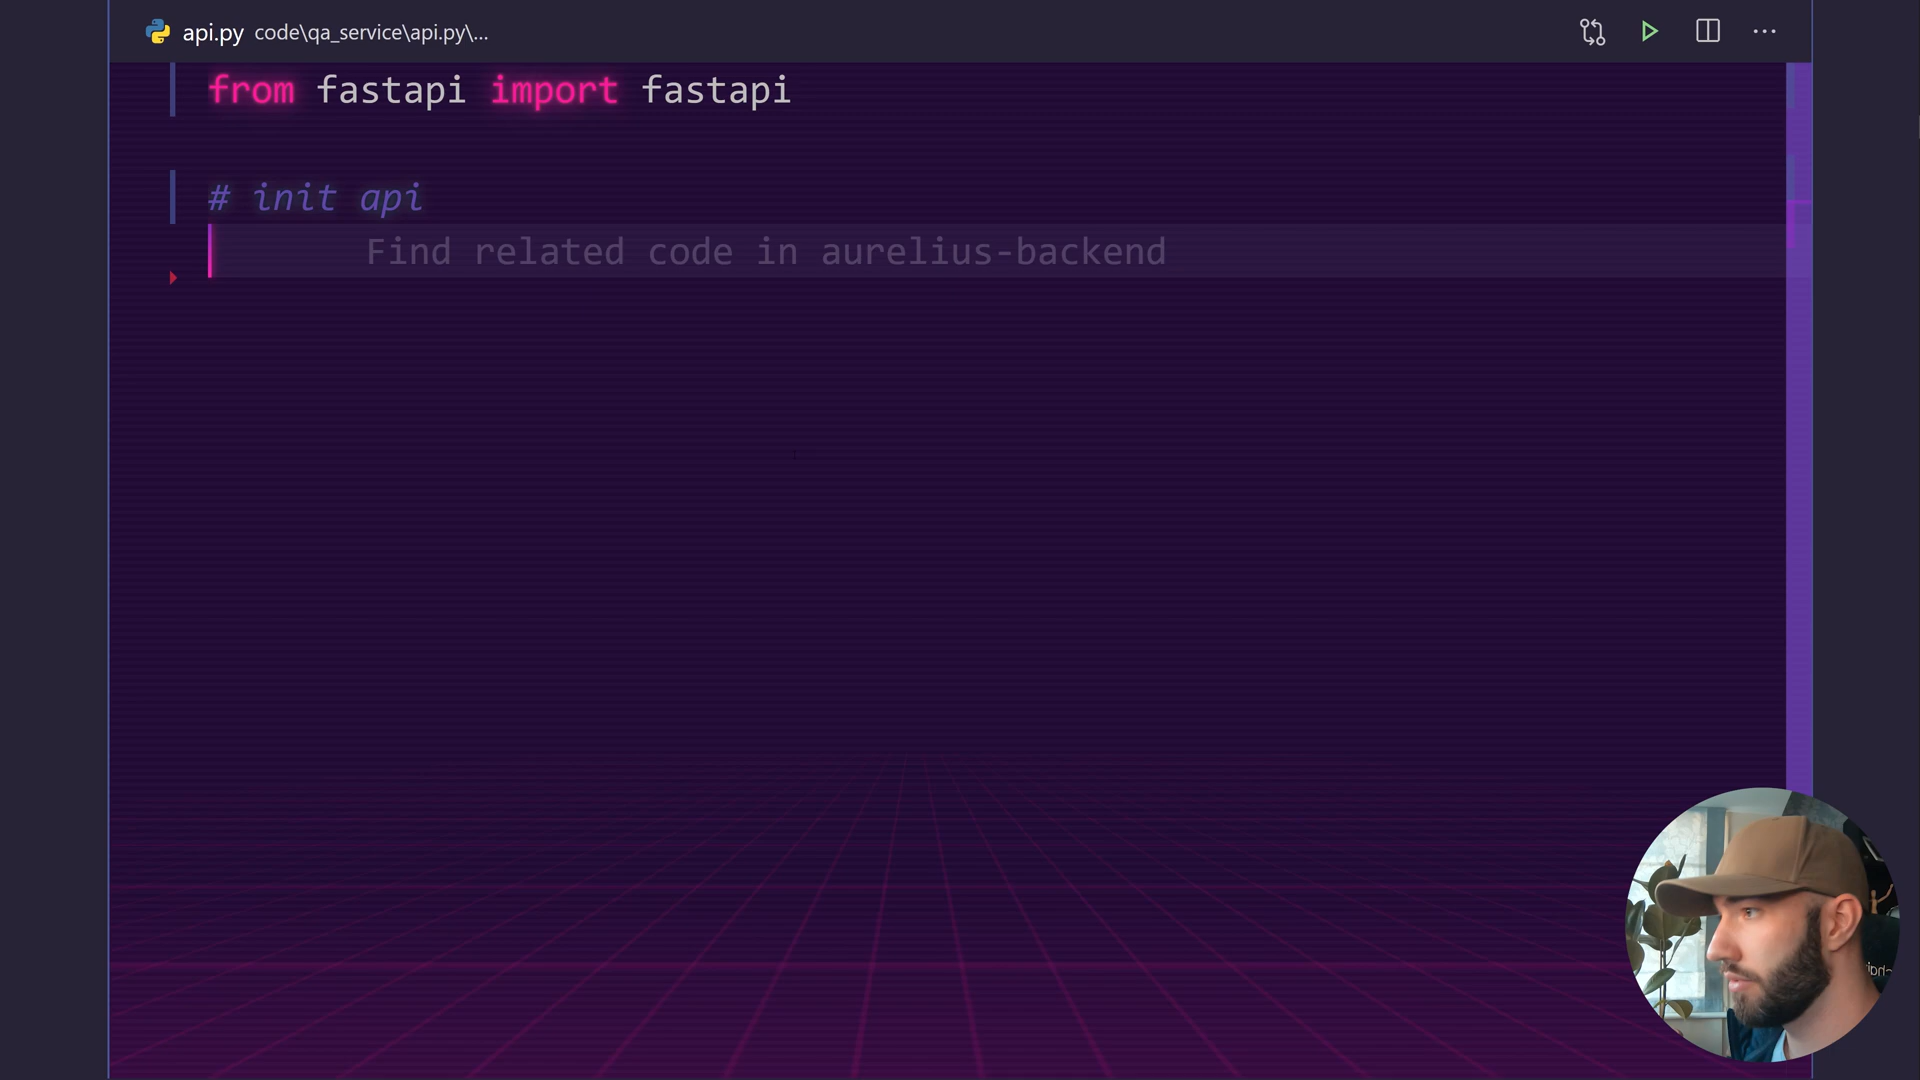 api.py code\qa_service\api.py\...
from fastapi import fastapi
# init api
Find related code in aurelius-backend